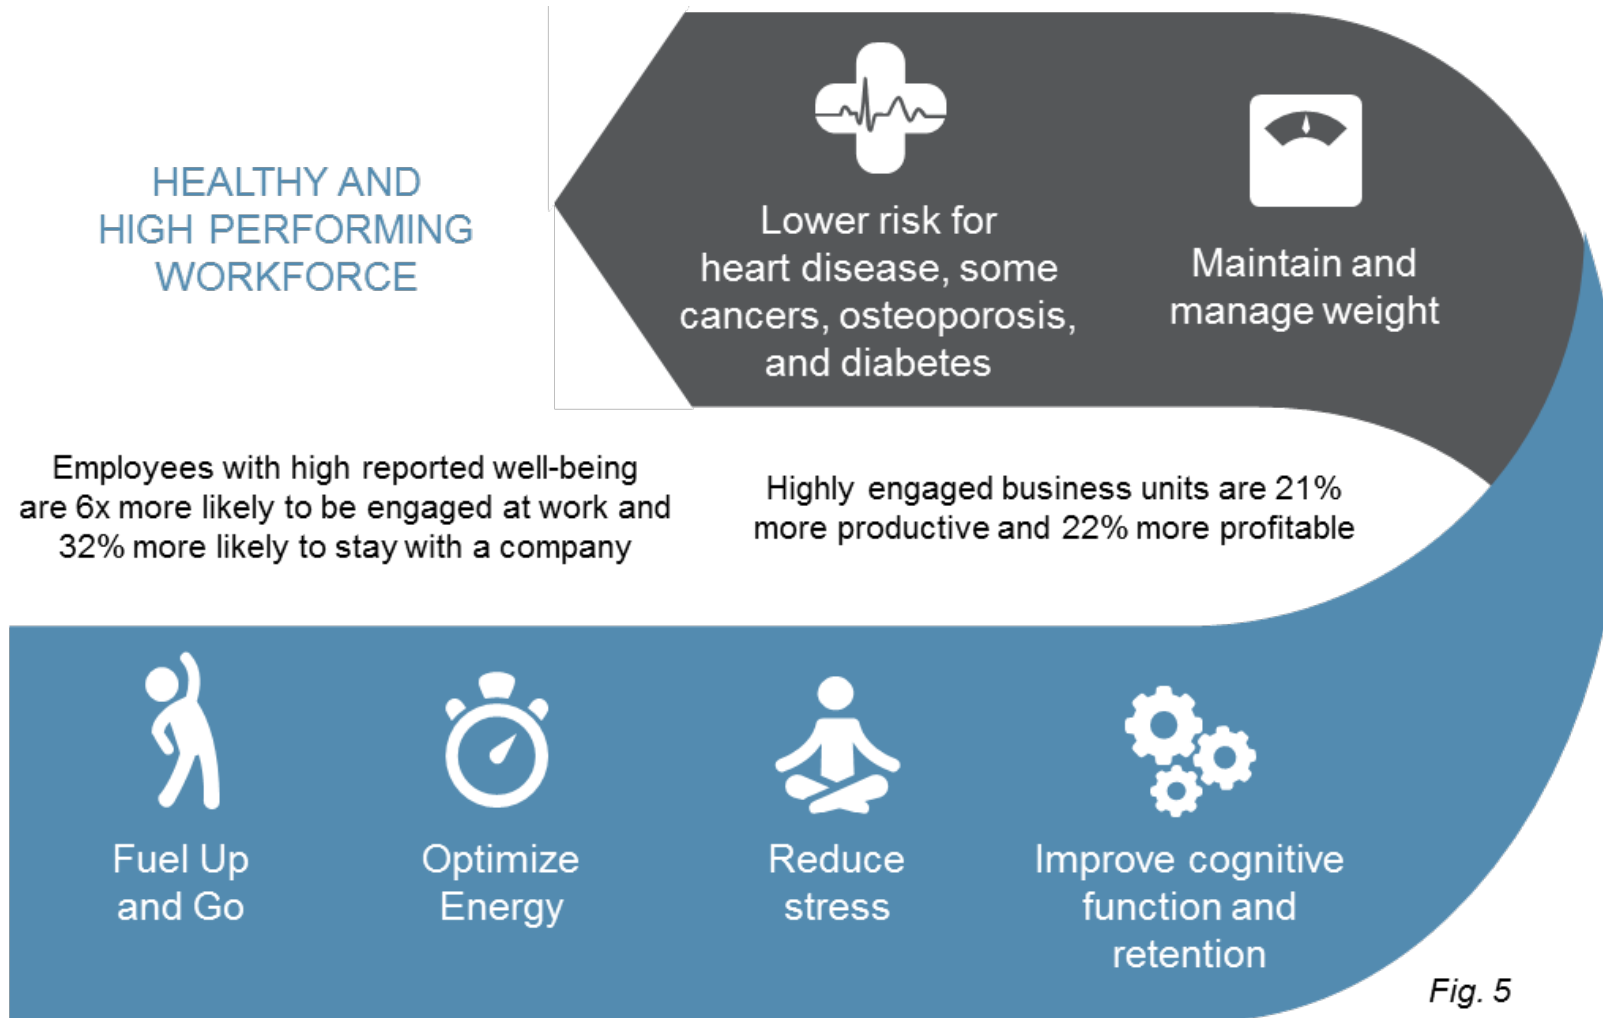 HEALTHY AND
HIGH PERFORMING
WORKFORCE
Lower risk for
heart disease, some
cancers, osteoporosis,
and diabetes
Maintain and
manage weight
Employees with high reported well-being
are 6x more likely to be engaged at work and
32% more likely to stay with a company
Highly engaged business units are 21%
more productive and 22% more profitable
Fuel Up
and Go
Optimize
Energy
Reduce
stress
Improve cognitive
function and
retention
Fig. 5